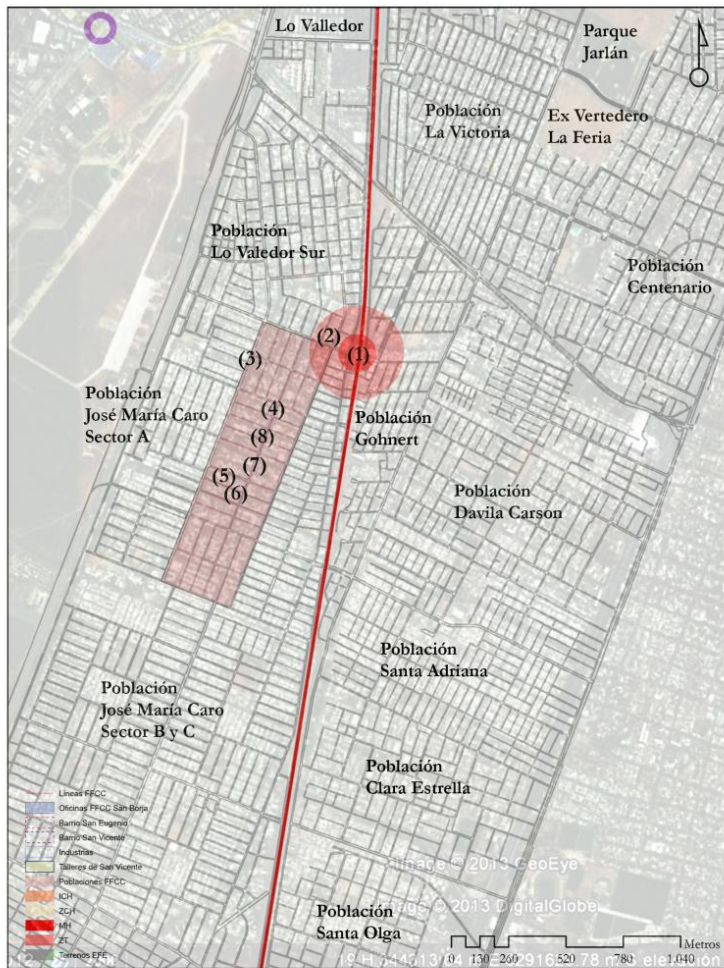 Lo Valledor
Parque
Jarlán
Población
La Victoria
Ex Vertedero
La Feria
Población
Lo Valedor Sur
Población
Centenario
(1)
(2)
(3)
Población
José María Caro
Sector A
(4)
Población
Gohnert
(8)
(7)
(5)
(6)
Población
Davila Carson
Población
Santa Adriana
Población
José María Caro
Sector B y C
Población
Clara Estrella
Líneas FFCC
Oficinas FFCC San Borja
Barrio San Eugenio
Barrio San Vicente
Industrias
Talleres de San Vicente
Poblaciones FFCC
ICH
ZCH
MH
ZT
Terrenos EFE
Image © 2013 GeoEye
© 2013 DigitalGlobe
Población
Santa Olga
Metros
0 130 260 520 780 1.040